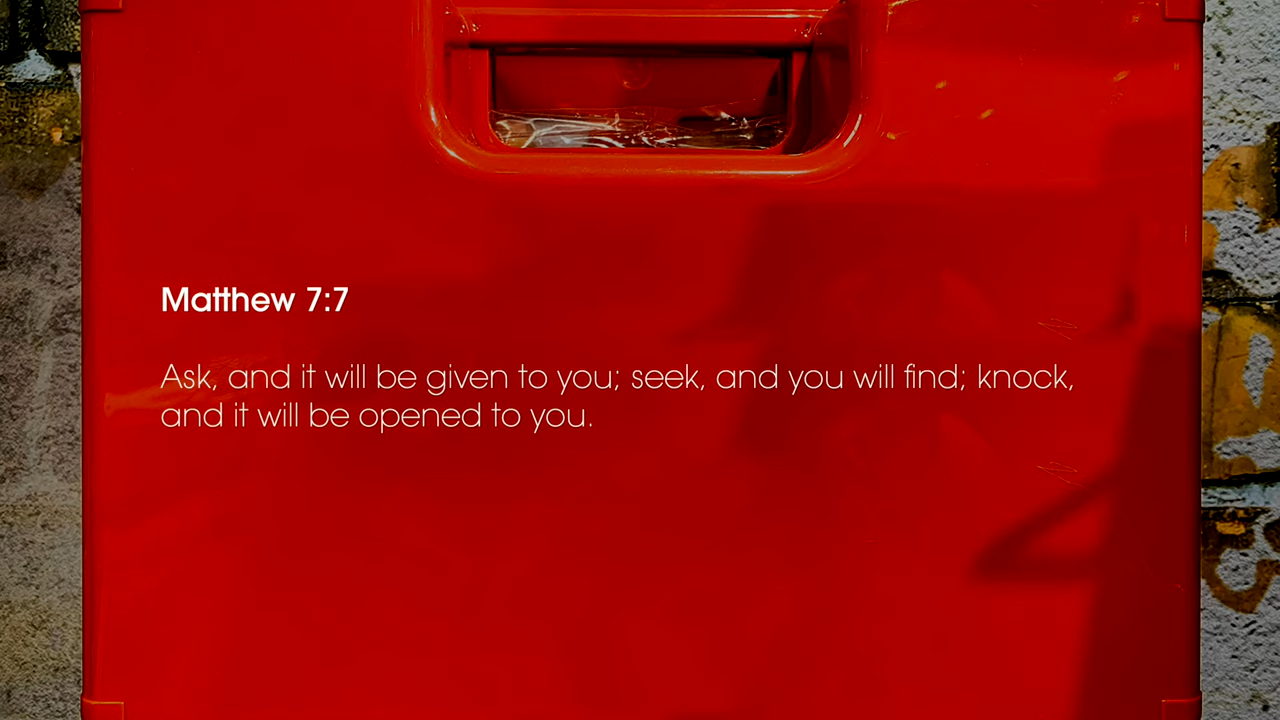 Matthew 7:7
Ask, and it will be given to you; seek, and you will find; knock,
and it will be opened to you.